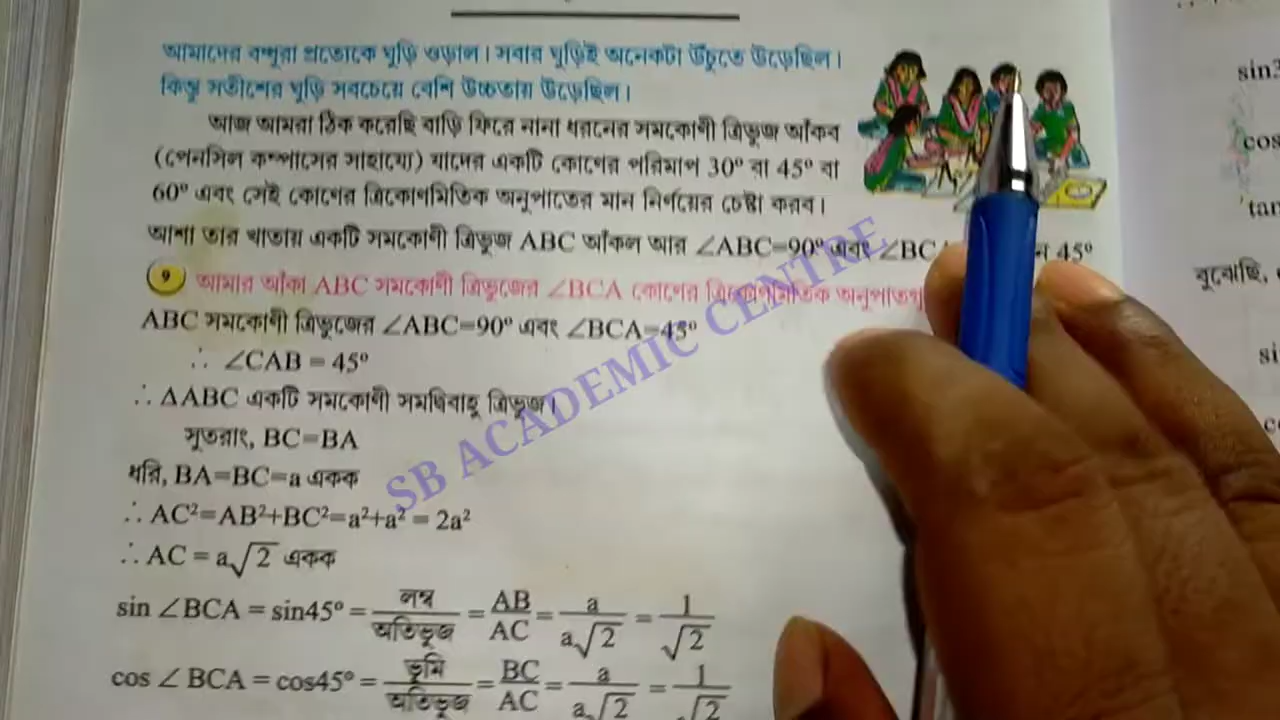 আমাদের বন্ধুরা প্রত্যেকে ঘুড়ি ওড়াল। সবার ঘুড়িই অনেকটা উঁচুতে উড়েছিল।
কিন্তু সতীশের ঘুড়ি সবচেয়ে বেশি উচ্চতায় উড়েছিল।
আজ আমরা ঠিক করেছি বাড়ি ফিরে নানা ধরনের সমকোণী ত্রিভুজ আঁকব
(পেনসিল কম্পাসের সাহায্যে) যাদের একটি কোণের পরিমাপ 30° বা 45° বা
60° এবং সেই কোণের ত্রিকোণমিতিক অনুপাতের মান নির্ণয়ের চেষ্টা করব।
আশা তার খাতায় একটি সমকোণী ত্রিভুজ ABC আঁকল আর ∠ABC=90° এবং ∠BCA 45°
9 আমার আঁকা ABC সমকোণী ত্রিভুজের ∠BCA কোণের ত্রিকোণমিতিক
ABC সমকোণী ত্রিভুজের ∠ABC=90° এবং ∠BCA=45°
∴ ∠CAB = 45°
∴ ΔABC একটি সমকোণী সমদ্বিবাহু ত্রিভুজ।
সুতরাং, BC=BA
ধরি, BA=BC=a একক
∴ AC²=AB²+BC²=a²+a² = 2a²
∴ AC = a√2 একক
sin ∠BCA = sin45° = লম্ব/অতিভুজ = AB/AC = a/a√2 = 1/√2
cos ∠ BCA = cos45° = ভূমি/অতিভুজ = BC/AC = a/a√2 = 1/√2
SB ACADEMIC CENTRE
cos
tan
বুঝেছি,